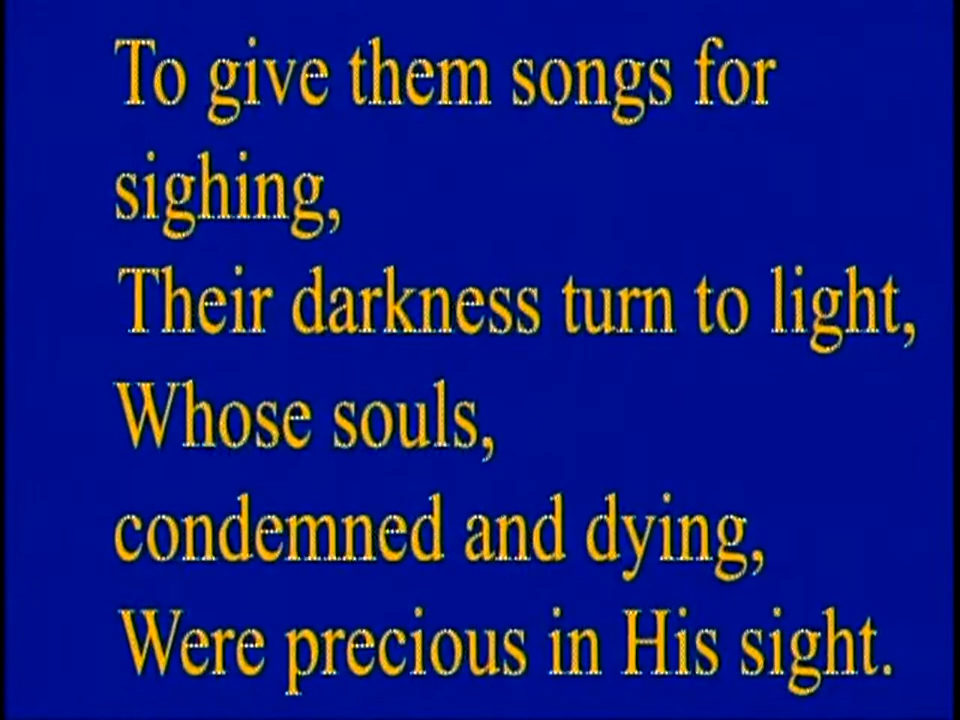 To give them songs for
sighing,
Their darkness turn to light,
Whose souls,
condemned and dying,
Were precious in His sight.